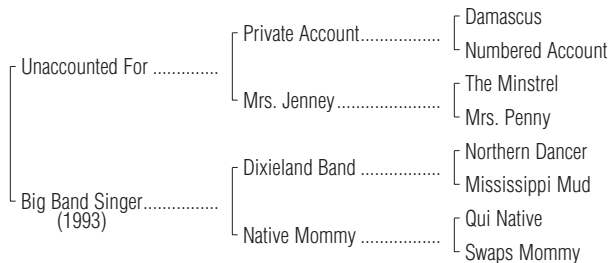 Damascus
Private Account..................
Numbered Account
Unaccounted For ..............
The Minstrel
Mrs. Jenney .......................
Mrs. Penny
Northern Dancer
Dixieland Band ..................
Mississippi Mud
Big Band Singer................
(1993)
Qui Native
Native Mommy ..................
Swaps Mommy